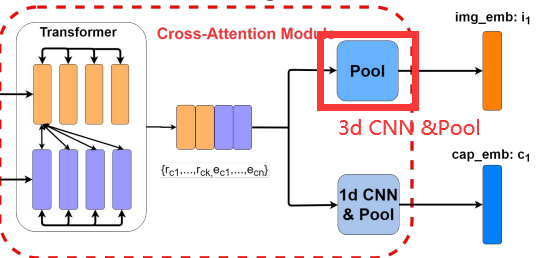 Transformer
Cross-Attention Module
img_emb: i1
Pool
3d CNN &Pool
{rc1,...,rck,ec1,...,ecn}
cap_emb: c1
1d CNN
& Pool